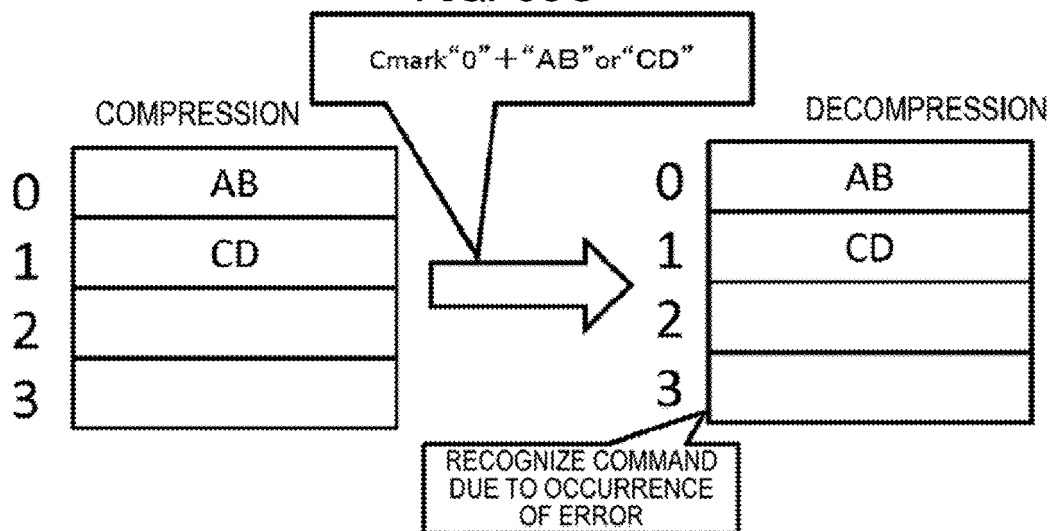 Cmark“0”+“AB”or“CD”
COMPRESSION
DECOMPRESSION
0 AB
1 CD
2
3
0 AB
1 CD
2
3
RECOGNIZE COMMAND
DUE TO OCCURRENCE
OF ERROR